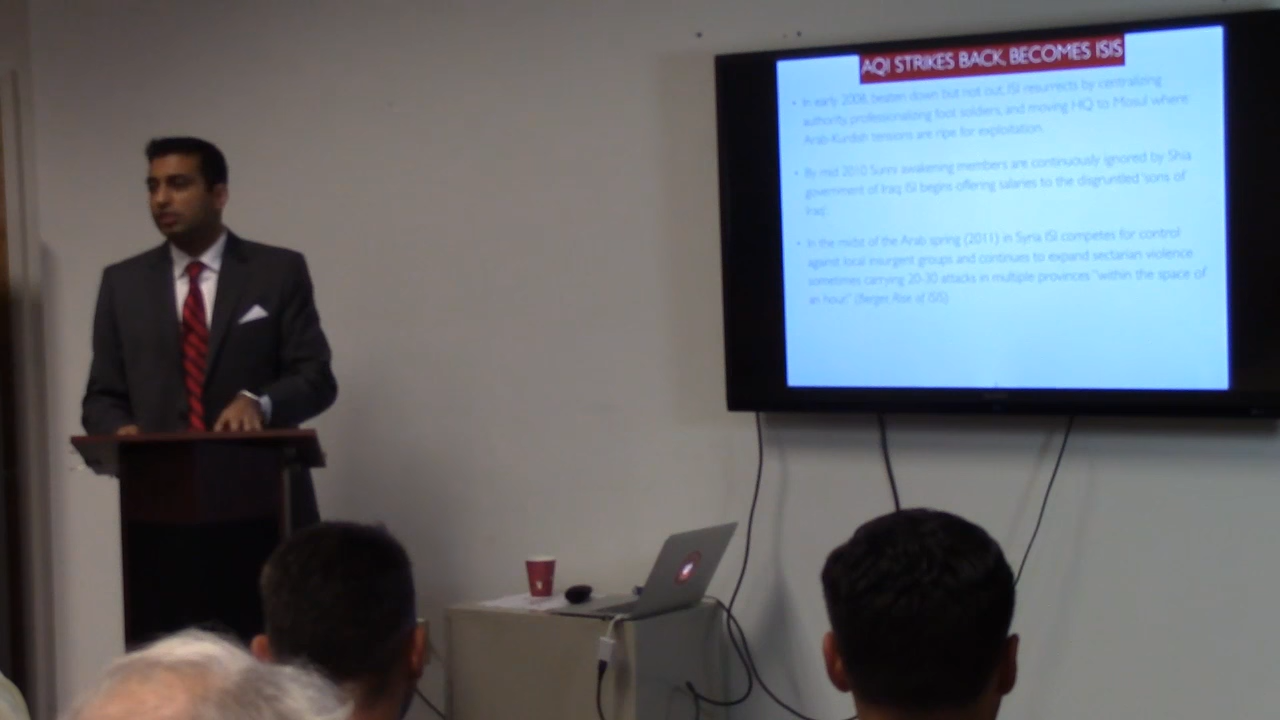 AQI STRIKES BACK, BECOMES ISIS
• In early 2008, beaten down but not out, ISI resurrects by centralizing
authority, professionalizing foot soldiers, and moving HQ to Mosul where
Arab-Kurdish tensions are ripe for exploitation.
• By mid 2010 Sunni awakening members are continuously ignored by Shia
government of Iraq; ISI begins offering salaries to the disgruntled 'sons of
Iraq'.
• In the midst of the Arab spring (2011) in Syria ISI competes for control
against local insurgent groups and continues to expand sectarian violence
sometimes carrying 20-30 attacks in multiple provinces "within the space of
an hour." (Berger, Rise of ISIS)